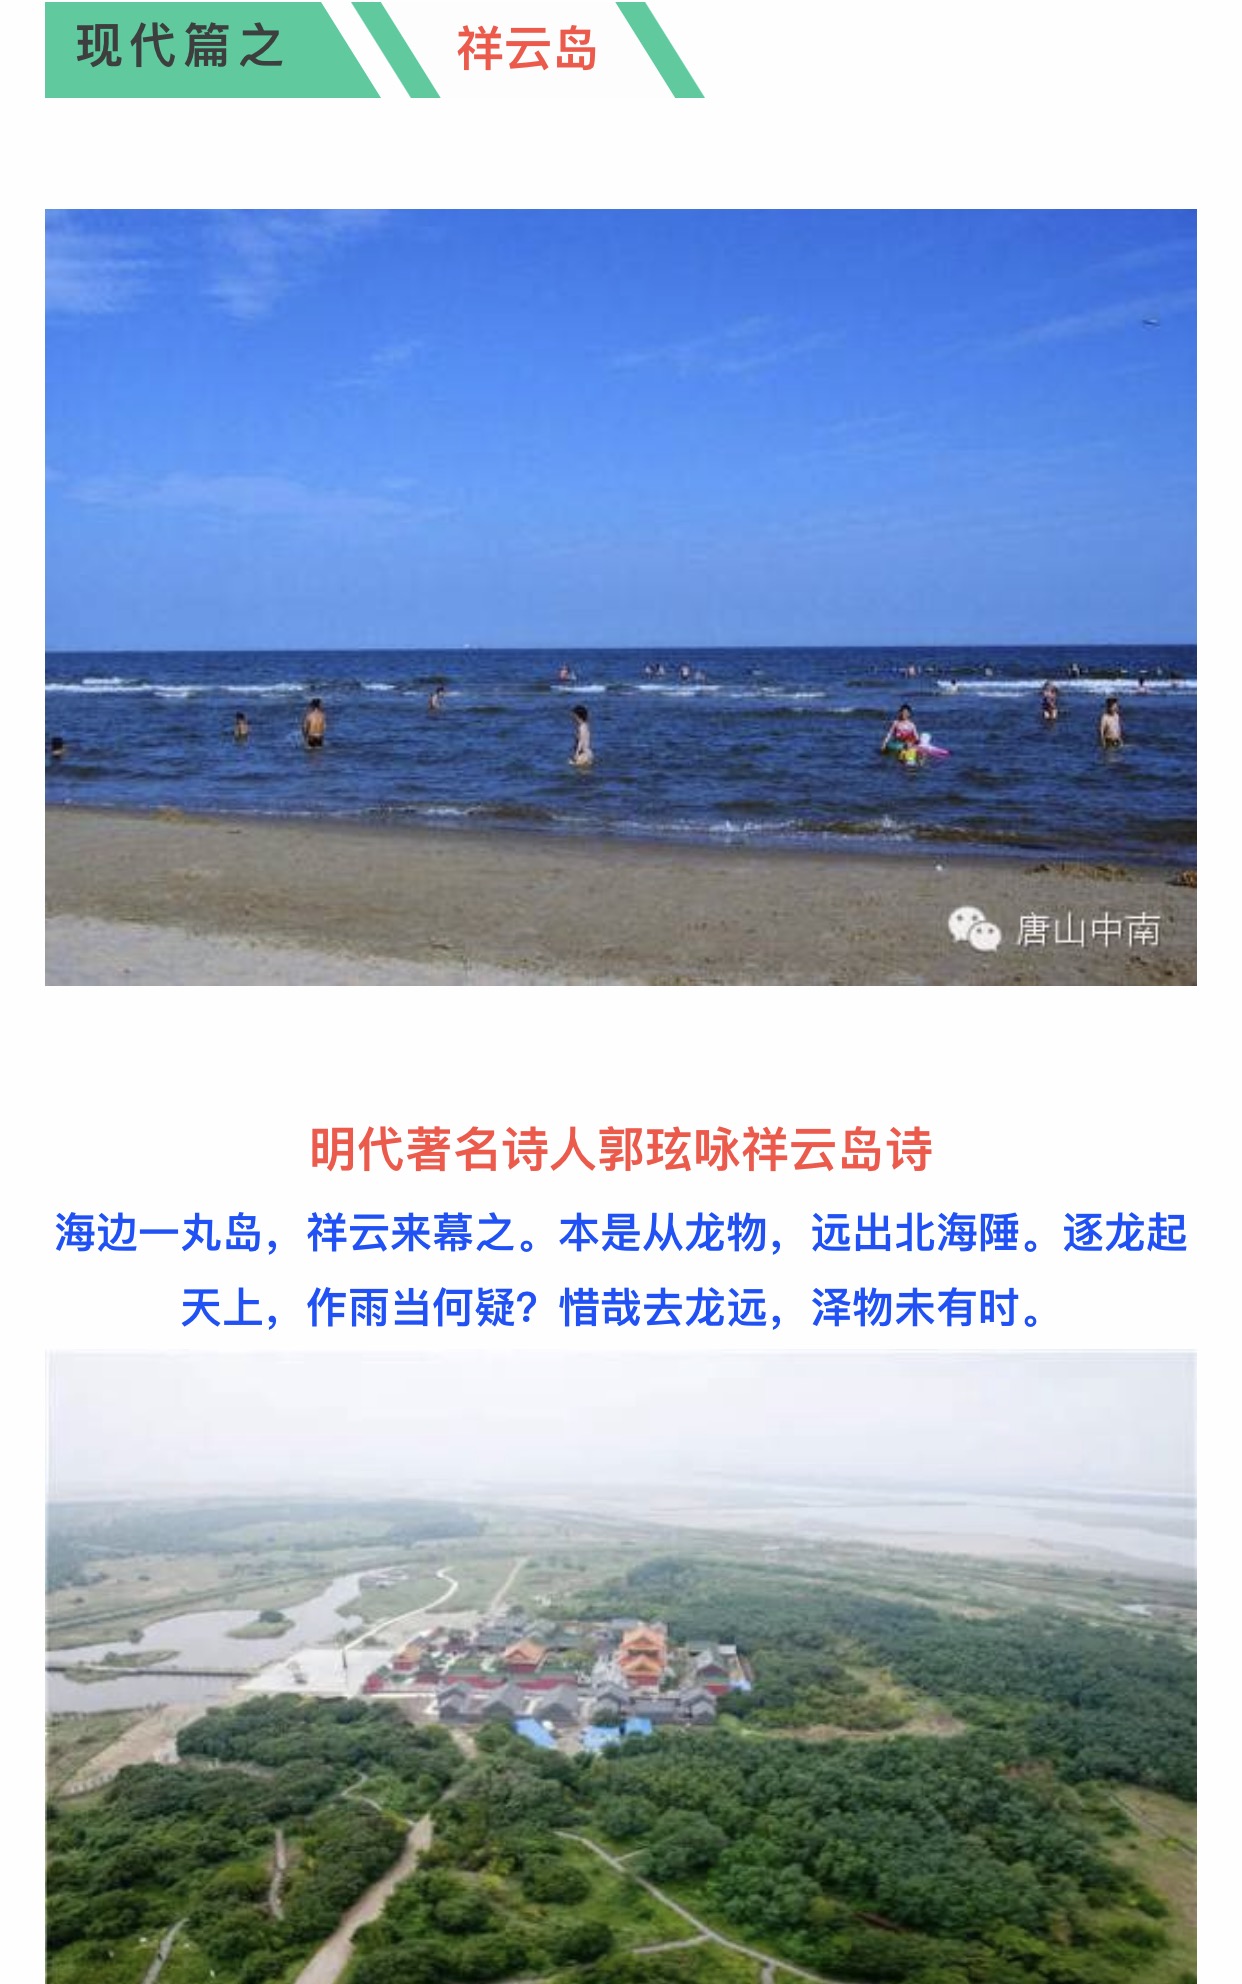 现代篇之
祥云岛
唐山中南
明代著名诗人郭玹咏祥云岛诗
海边一丸岛，祥云来幕之。本是从龙物，远出北海陲。逐龙起
天上，作雨当何疑？惜哉去龙远，泽物未有时。